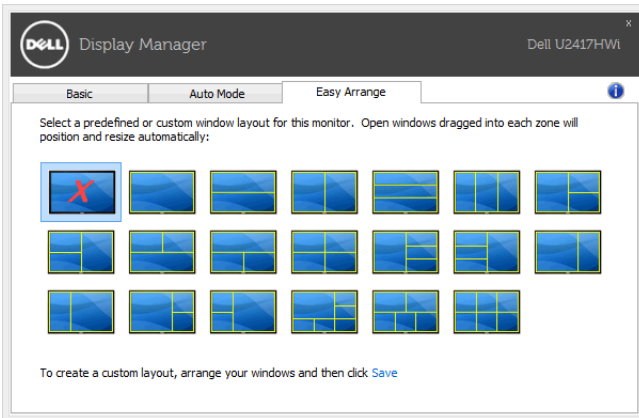 DELL Display Manager
Dell U2417HWi
x
Basic
Auto Mode
Easy Arrange
i
Select a predefined or custom window layout for this monitor. Open windows dragged into each zone will
position and resize automatically:
X
To create a custom layout, arrange your windows and then click Save